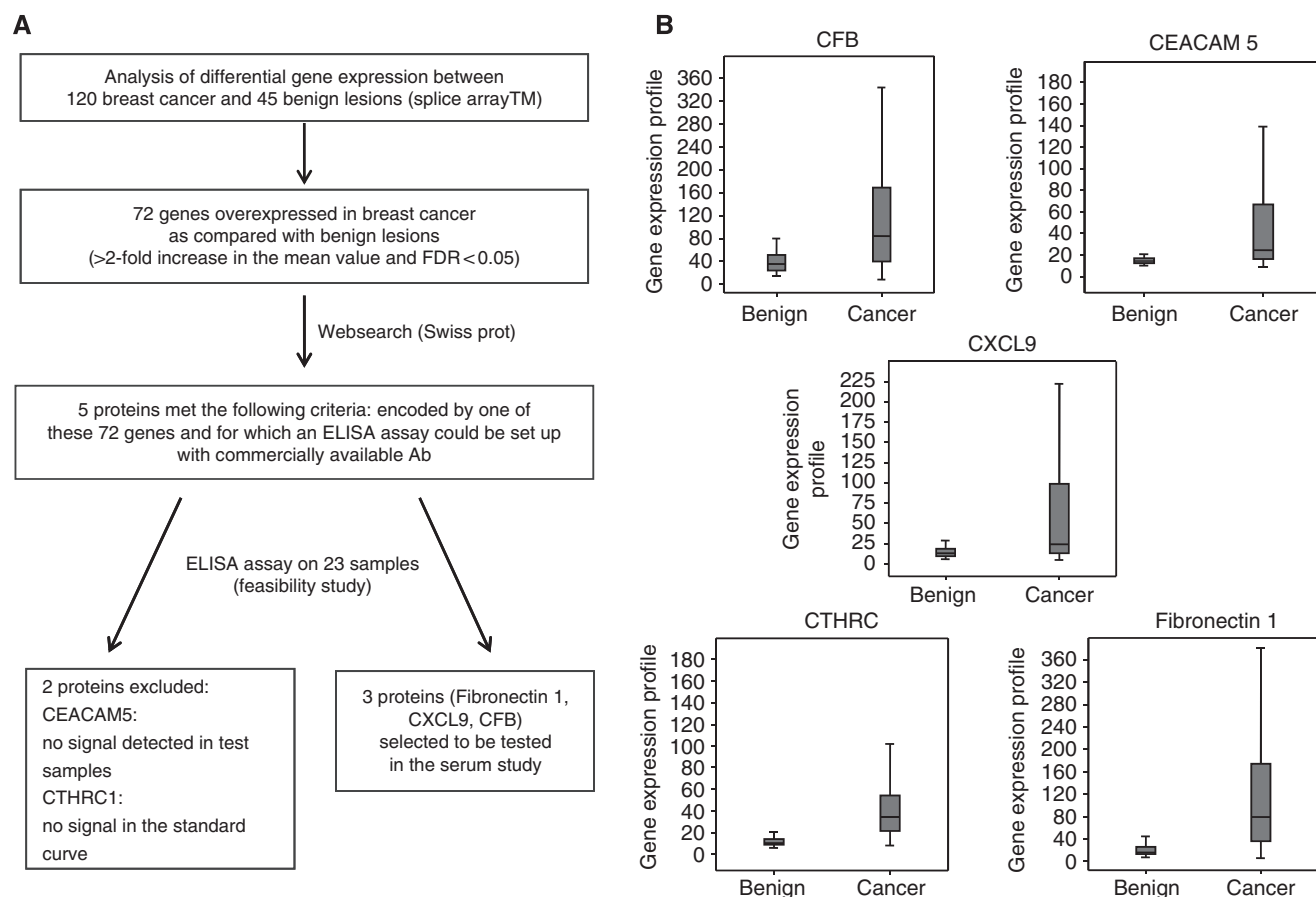 A
Analysis of differential gene expression between
120 breast cancer and 45 benign lesions (splice arrayTM)
72 genes overexpressed in breast cancer
as compared with benign lesions
(>2-fold increase in the mean value and FDR<0.05)
Websearch (Swiss prot)
5 proteins met the following criteria: encoded by one of
these 72 genes and for which an ELISA assay could be set up
with commercially available Ab
ELISA assay on 23 samples
(feasibility study)
2 proteins excluded:
CEACAM5:
no signal detected in test
samples
CTHRC1:
no signal in the standard
curve
3 proteins (Fibronectin 1,
CXCL9, CFB)
selected to be tested
in the serum study
B
CFB
Gene expression profile
360
320
280
240
200
160
120
80
40
0
Benign Cancer
CEACAM 5
Gene expression profile
180
160
140
120
100
80
60
40
20
0
Benign Cancer
CXCL9
Gene expression
profile
225
200
175
150
125
100
75
50
25
0
Benign Cancer
CTHRC
Gene expression profile
180
160
140
120
100
80
60
40
20
0
Benign Cancer
Fibronectin 1
Gene expression profile
360
320
280
240
200
160
120
80
40
0
Benign Cancer